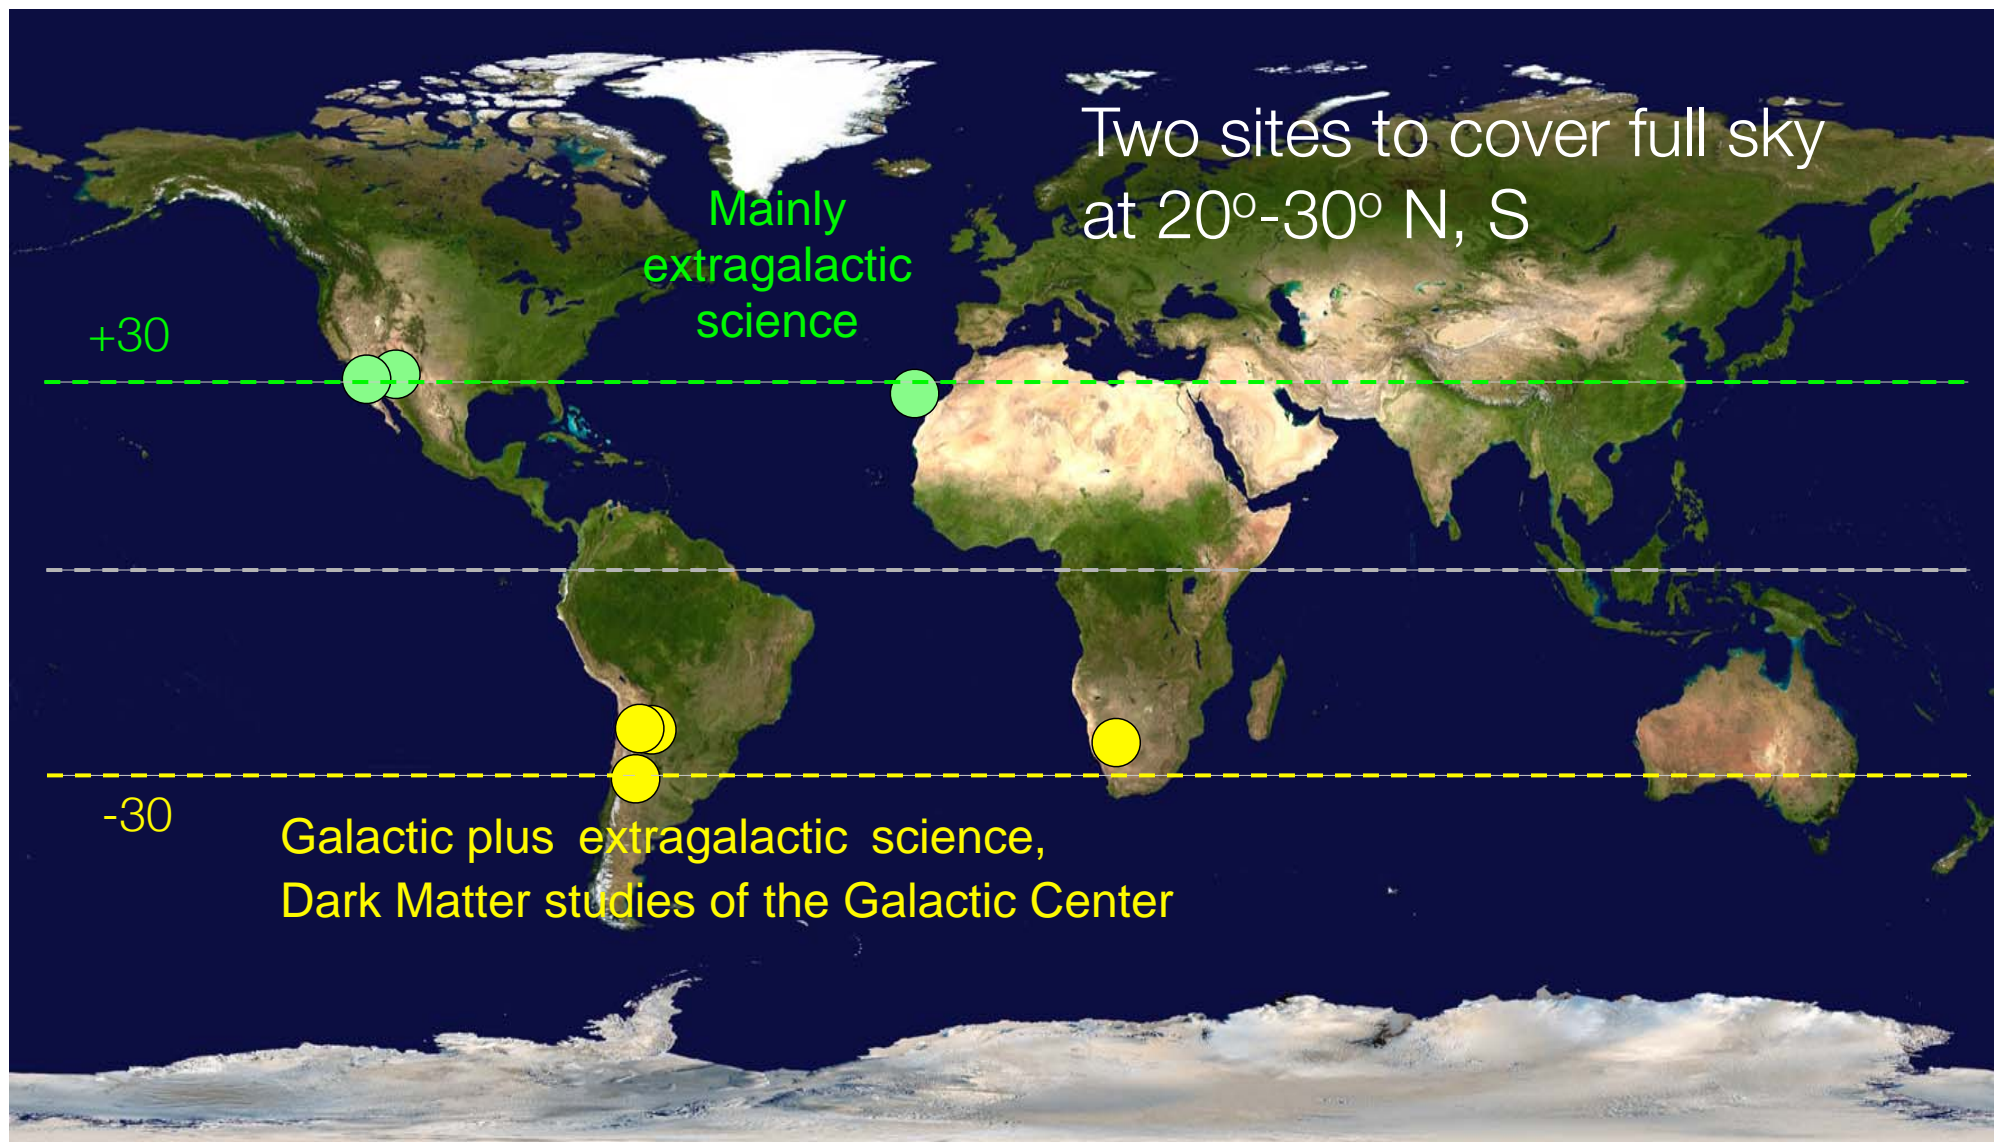 Two sites to cover full sky
at 20º-30º N, S
Mainly
extragalactic
science
+30
-30
Galactic plus extragalactic science,
Dark Matter studies of the Galactic Center